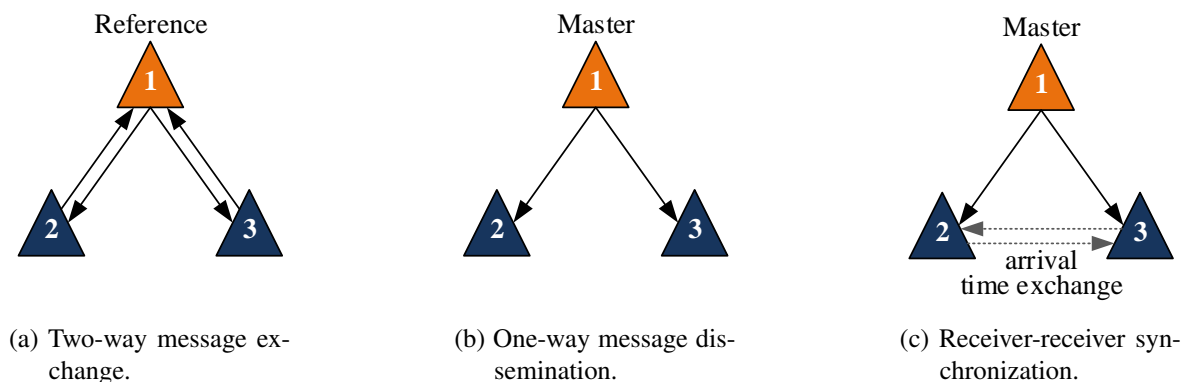 Reference
1
2
3
(a) Two-way message ex-
change.
Master
1
2
3
(b) One-way message dis-
semination.
Master
1
2
3
arrival
time exchange
(c) Receiver-receiver syn-
chronization.